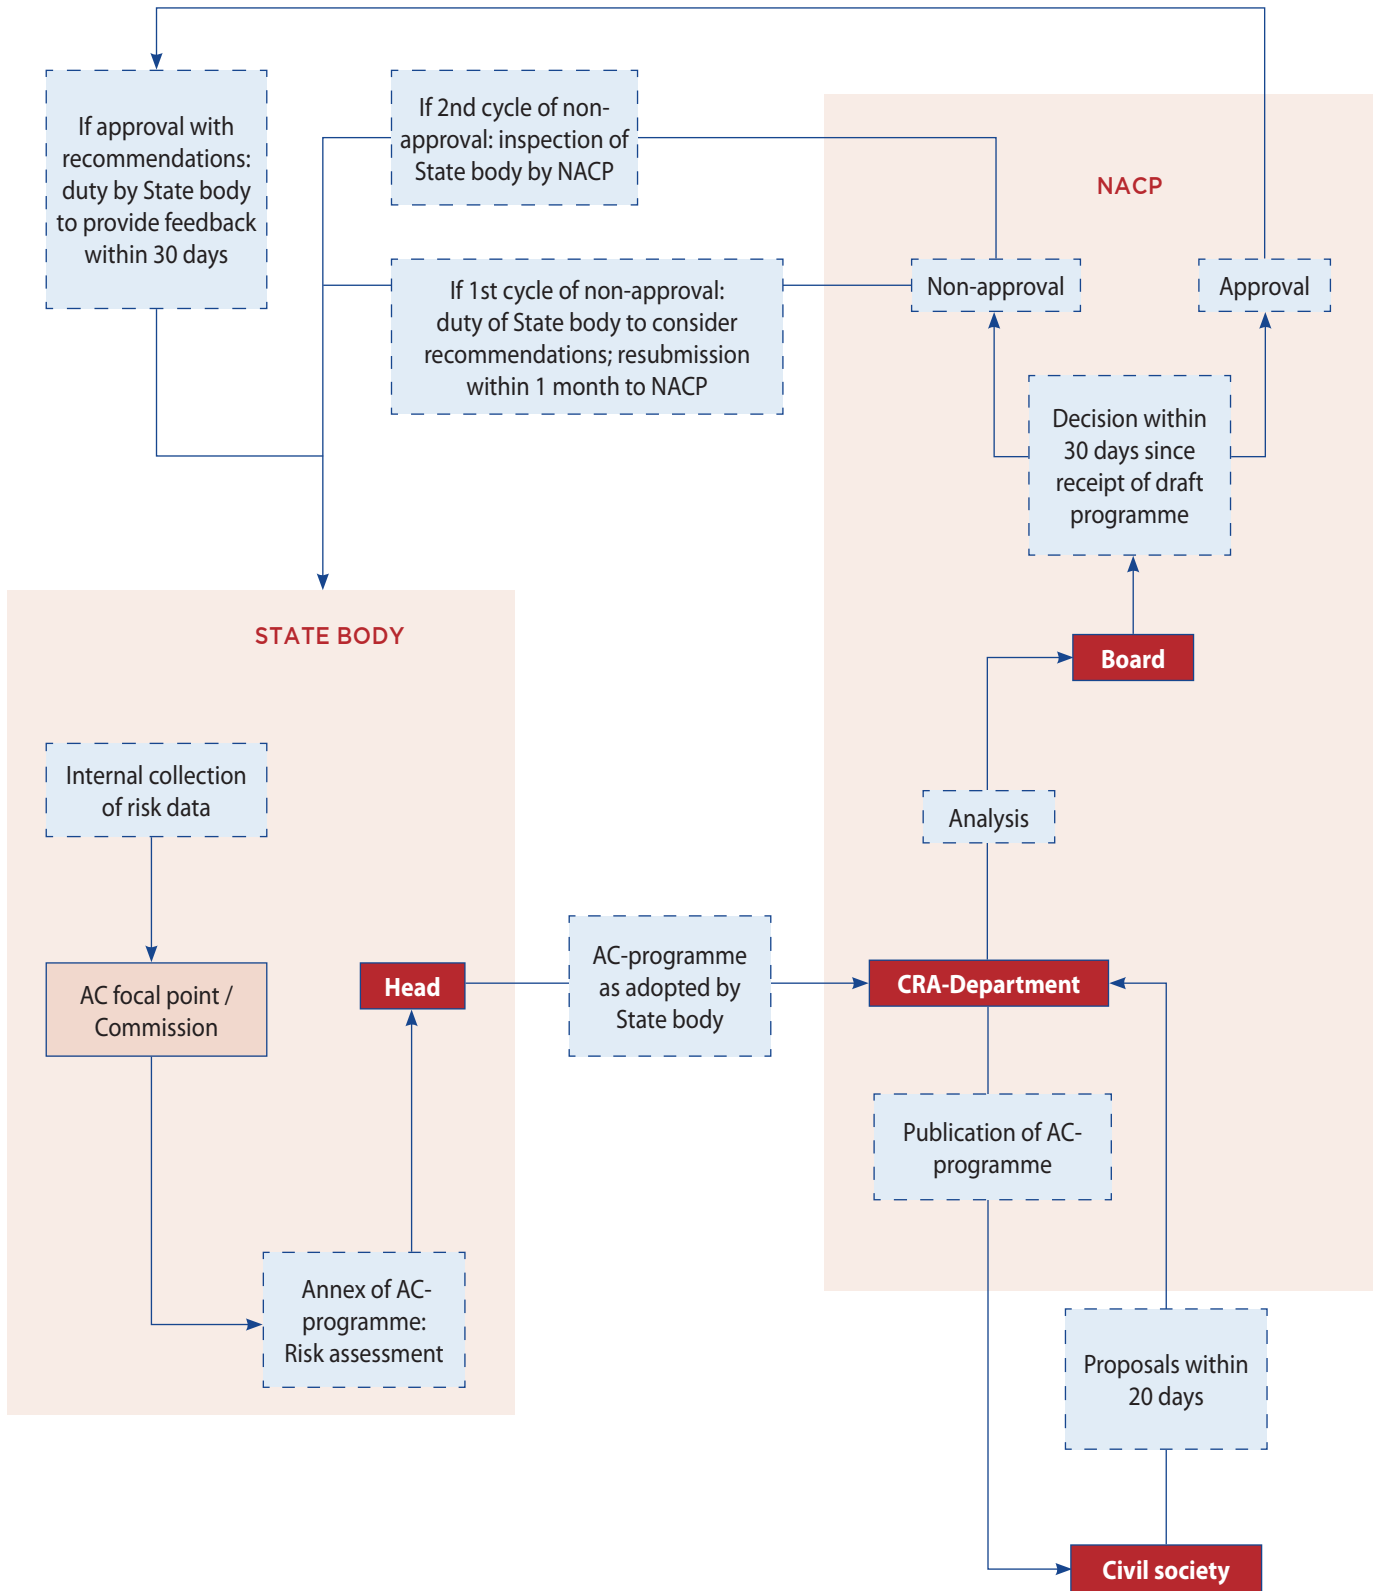 If approval with
recommendations:
duty by State body
to provide feedback
within 30 days
If 2nd cycle of non-
approval: inspection of
State body by NACP
NACP
If 1st cycle of non-approval:
duty of State body to consider
recommendations; resubmission
within 1 month to NACP
Non-approval
Approval
Decision within
30 days since
receipt of draft
programme
Board
STATE BODY
Internal collection
of risk data
Analysis
AC focal point /
Commission
Head
AC-programme
as adopted by
State body
CRA-Department
Publication of AC-
programme
Annex of AC-
programme:
Risk assessment
Proposals within
20 days
Civil society